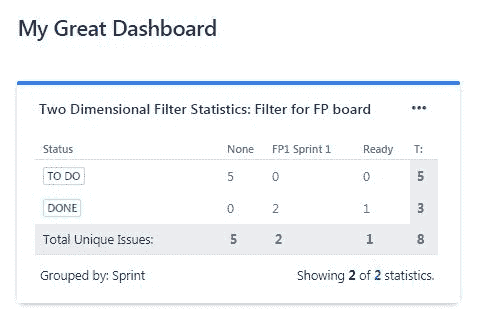 My Great Dashboard
Two Dimensional Filter Statistics: Filter for FP board •••
Status None FP1 Sprint 1 Ready T:
TO DO 5 0 0 5
DONE 0 2 1 3
Total Unique Issues: 5 2 1 8
Grouped by: Sprint Showing 2 of 2 statistics.